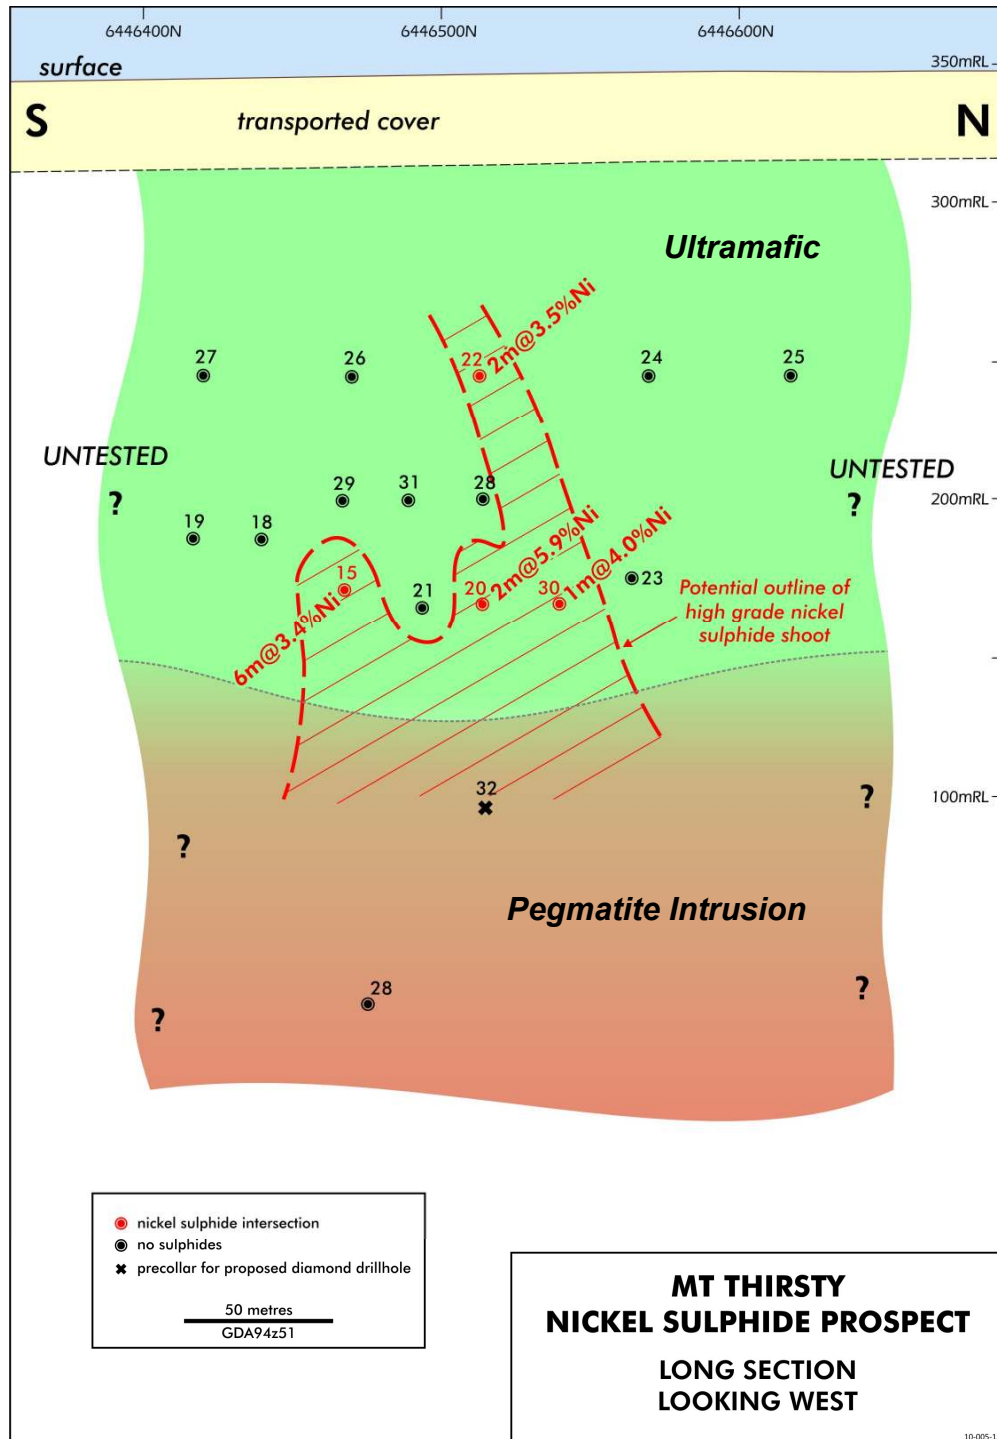 6446400N 6446500N 6446600N
surface 350mRL
S transported cover N
300mRL
Ultramafic
2m@3.5%Ni
27 26 22 24 25
UNTESTED UNTESTED
29 31 28
? 200mRL ?
19 18
2m@5.9%Ni 1m@4.0%Ni
15 21 20 30 23
6m@3.4%Ni
Potential outline of
high grade nickel
sulphide shoot
32 ? 100mRL
?
Pegmatite Intrusion
28 ?
?
nickel sulphide intersection
no sulphides
precollar for proposed diamond drillhole
50 metres
GDA94z51
MT THIRSTY
NICKEL SULPHIDE PROSPECT
LONG SECTION
LOOKING WEST
10-005-1